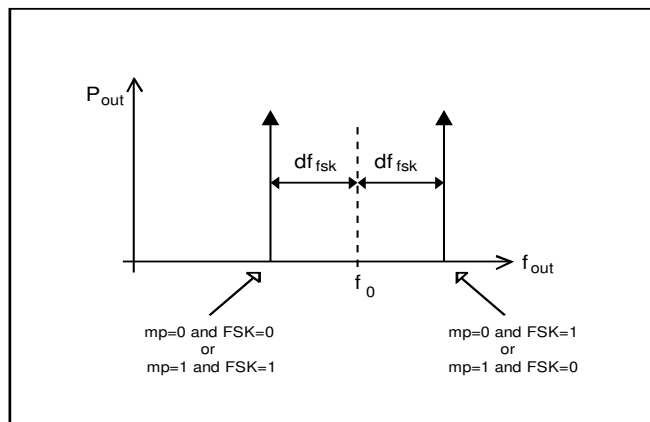 Pout
dffsk dffsk
fout
f0
mp=0 and FSK=0
or
mp=1 and FSK=1
mp=0 and FSK=1
or
mp=1 and FSK=0